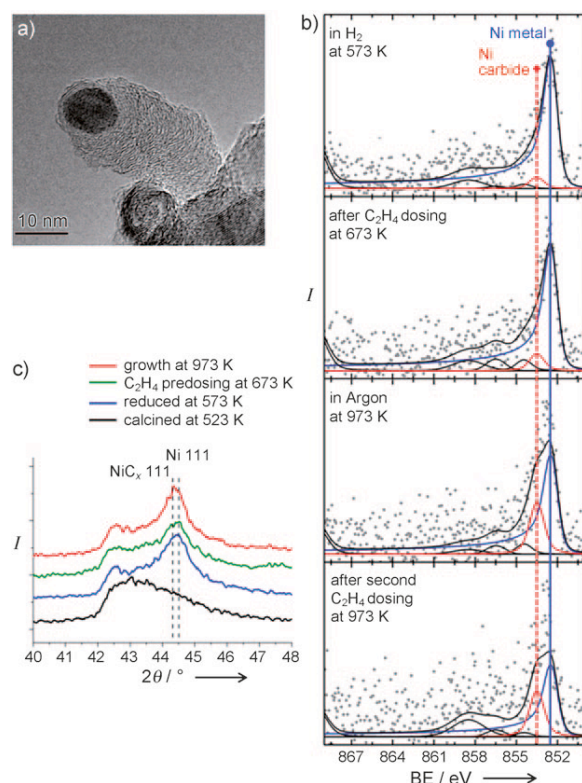 a)
10 nm
b)
in H2
at 573 K
Ni metal
Ni
carbide
after C2H4 dosing
at 673 K
in Argon
at 973 K
after second
C2H4 dosing
at 973 K
I
867 864 861 858 855 852
BE / eV
c)
growth at 973 K
C2H4 predosing at 673 K
reduced at 573 K
calcined at 523 K
Ni 111
NiCx 111
I
40 41 42 43 44 45 46 47 48
2θ / °